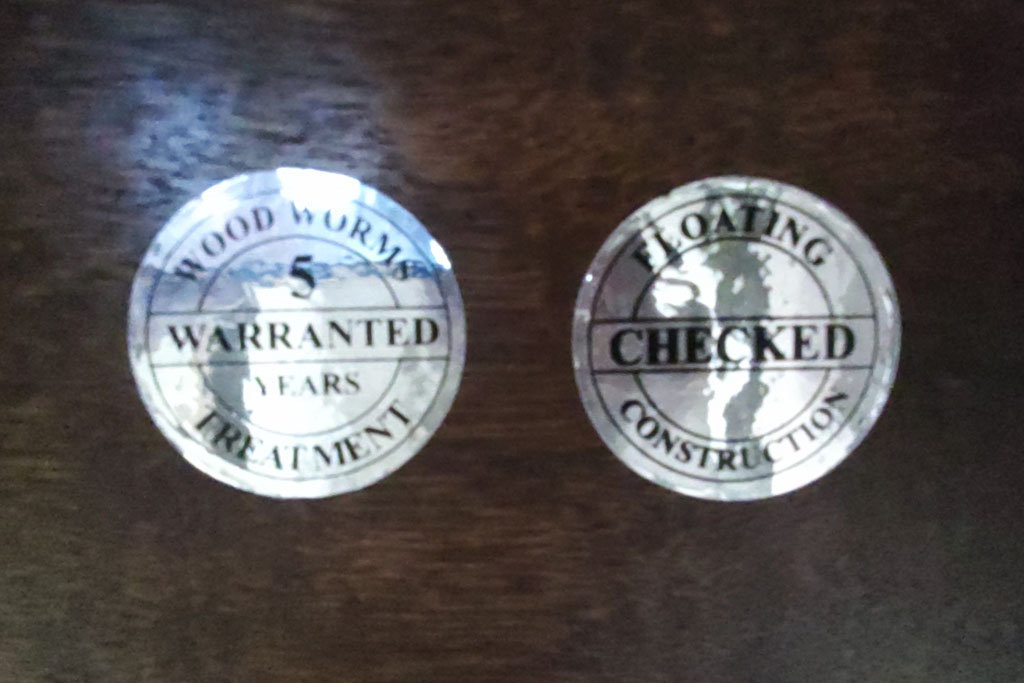 WOOD WORMS
5
WARRANTED
YEARS
TREATMENT
FLOATING
CHECKED
CONSTRUCTION